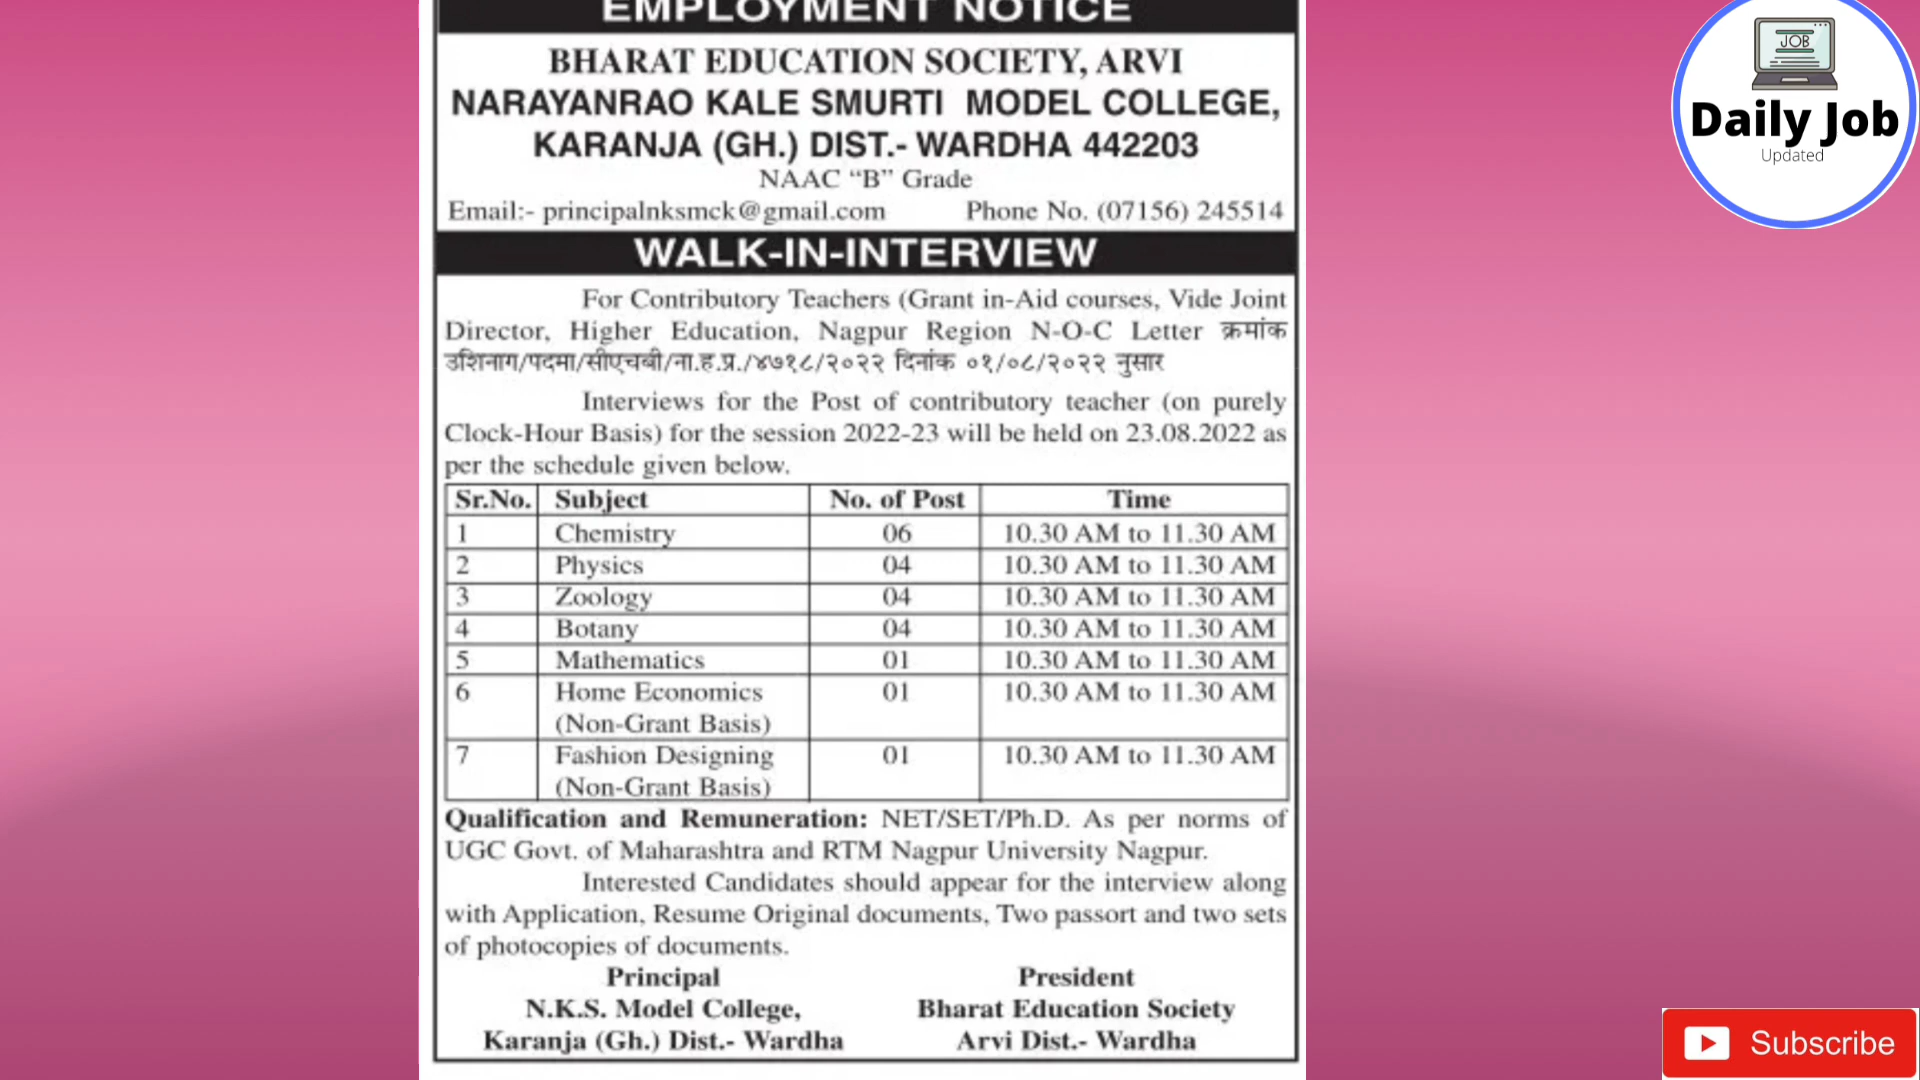 EMPLOYMENT NOTICE
BHARAT EDUCATION SOCIETY, ARVI
NARAYANRAO KALE SMURTI MODEL COLLEGE,
KARANJA (GH.) DIST.- WARDHA 442203
NAAC “B” Grade
Email:- principalnksmck@gmail.com Phone No. (07156) 245514
WALK-IN-INTERVIEW
For Contributory Teachers (Grant in-Aid courses, Vide Joint
Director, Higher Education, Nagpur Region N-O-C Letter क्रमांक
उशिनाग/पदमा/सीएचबी/ना.ह.प्र./४७१८/२०२२ दिनांक ०१/०८/२०२२ नुसार
Interviews for the Post of contributory teacher (on purely
Clock-Hour Basis) for the session 2022-23 will be held on 23.08.2022 as
per the schedule given below.
Sr.No. Subject No. of Post Time
1 Chemistry 06 10.30 AM to 11.30 AM
2 Physics 04 10.30 AM to 11.30 AM
3 Zoology 04 10.30 AM to 11.30 AM
4 Botany 04 10.30 AM to 11.30 AM
5 Mathematics 01 10.30 AM to 11.30 AM
6 Home Economics 01 10.30 AM to 11.30 AM
(Non-Grant Basis)
7 Fashion Designing 01 10.30 AM to 11.30 AM
(Non-Grant Basis)
Qualification and Remuneration: NET/SET/Ph.D. As per norms of
UGC Govt. of Maharashtra and RTM Nagpur University Nagpur.
Interested Candidates should appear for the interview along
with Application, Resume Original documents, Two passort and two sets
of photocopies of documents.
Principal President
N.K.S. Model College, Bharat Education Society
Karanja (Gh.) Dist.- Wardha Arvi Dist.- Wardha
JOB
Daily Job
Updated
Subscribe